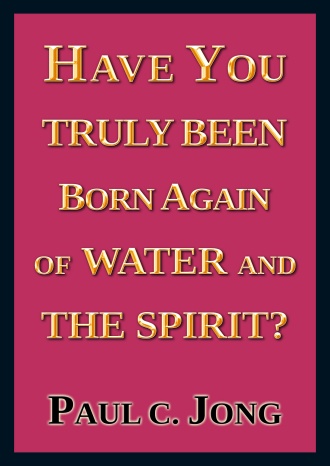 HAVE YOU
TRULY BEEN
BORN AGAIN
OF WATER AND
THE SPIRIT?
PAUL C. JONG